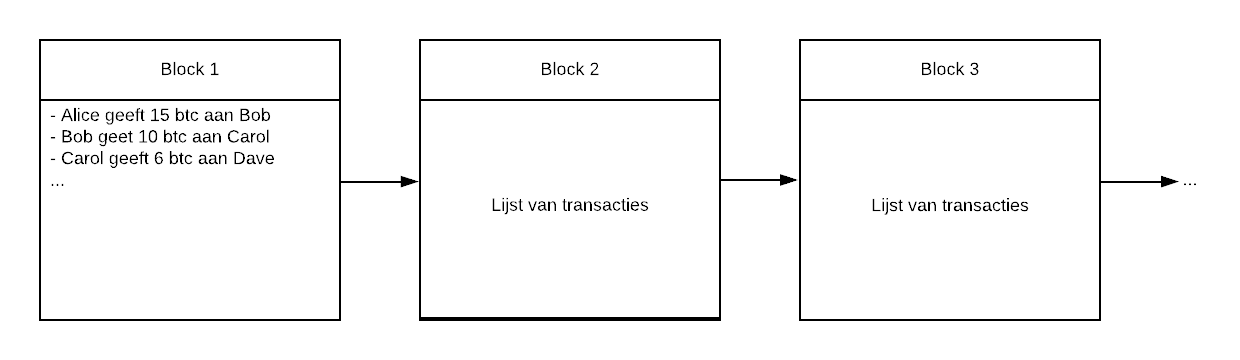 Block 1
- Alice geeft 15 btc aan Bob
- Bob geet 10 btc aan Carol
- Carol geeft 6 btc aan Dave
...
Block 2
Lijst van transacties
Block 3
Lijst van transacties
...